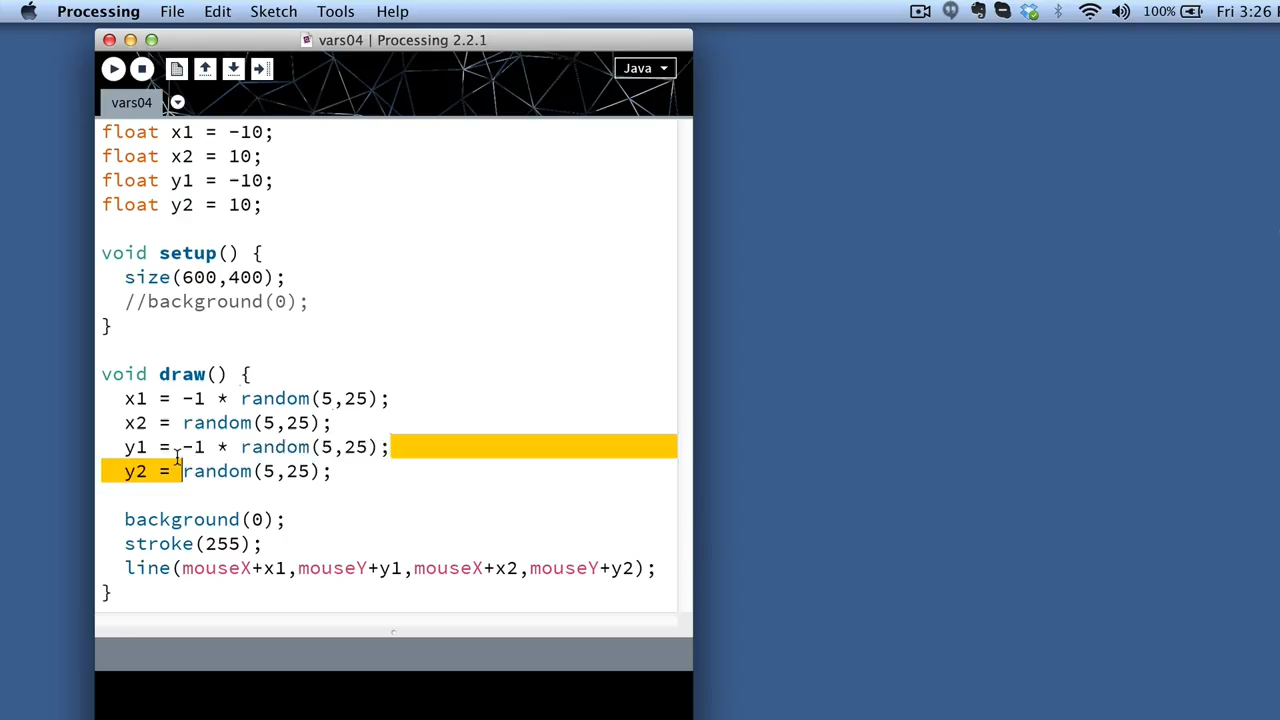 Processing File Edit Sketch Tools Help 100% Fri 3:26
vars04 | Processing 2.2.1
Java
vars04
float x1 = -10;
float x2 = 10;
float y1 = -10;
float y2 = 10;
void setup() {
size(600,400);
//background(0);
}
void draw() {
x1 = -1 * random(5,25);
x2 = random(5,25);
y1 = -1 * random(5,25);
y2 = random(5,25);
background(0);
stroke(255);
line(mouseX+x1,mouseY+y1,mouseX+x2,mouseY+y2);
}